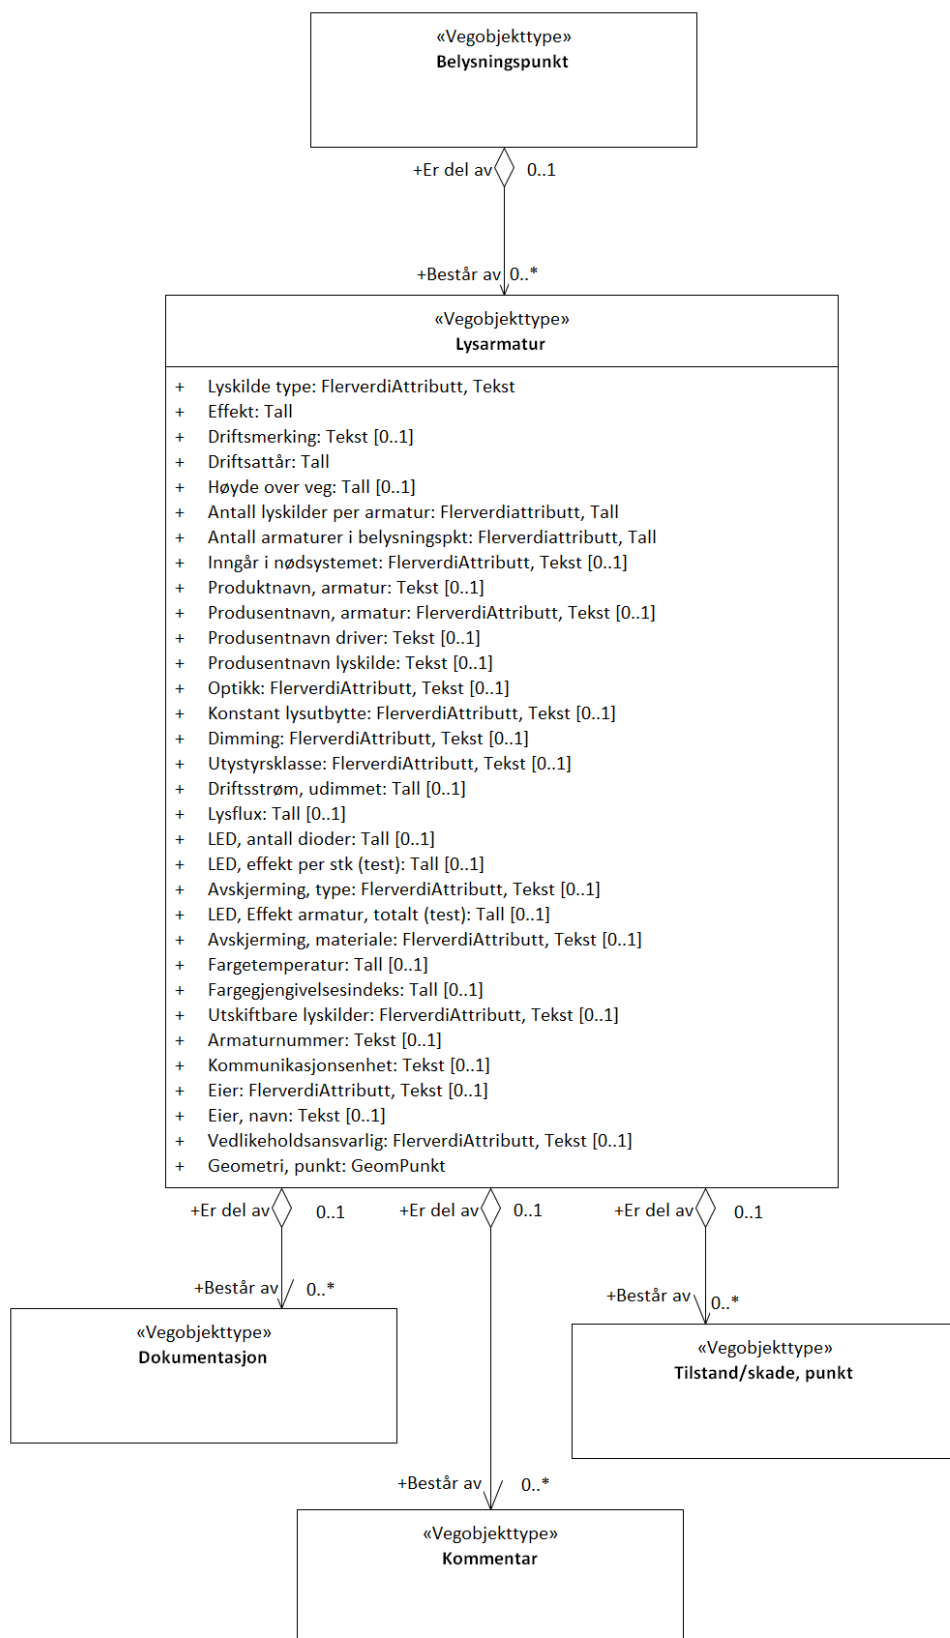 «Vegobjekttype»
Belysningspunkt
+Er del av 0..1
+Består av 0..*
«Vegobjekttype»
Lysarmatur
+ Lyskilde type: FlerverdiAttributt, Tekst
+ Effekt: Tall
+ Driftsmerking: Tekst [0..1]
+ Driftsattår: Tall
+ Høyde over veg: Tall [0..1]
+ Antall lyskilder per armatur: Flerverdiattributt, Tall
+ Antall armaturer i belysningspkt: Flerverdiattributt, Tall
+ Inngår i nødsystemet: FlerverdiAttributt, Tekst [0..1]
+ Produktnavn, armatur: Tekst [0..1]
+ Produsentnavn, armatur: FlerverdiAttributt, Tekst [0..1]
+ Produsentnavn driver: Tekst [0..1]
+ Produsentnavn lyskilde: Tekst [0..1]
+ Optikk: FlerverdiAttributt, Tekst [0..1]
+ Konstant lysutbytte: FlerverdiAttributt, Tekst [0..1]
+ Dimming: FlerverdiAttributt, Tekst [0..1]
+ Utystyrsklasse: FlerverdiAttributt, Tekst [0..1]
+ Driftsstrøm, udimmet: Tall [0..1]
+ Lysflux: Tall [0..1]
+ LED, antall dioder: Tall [0..1]
+ LED, effekt per stk (test): Tall [0..1]
+ Avskjerming, type: FlerverdiAttributt, Tekst [0..1]
+ LED, Effekt armatur, totalt (test): Tall [0..1]
+ Avskjerming, materiale: FlerverdiAttributt, Tekst [0..1]
+ Fargetemperatur: Tall [0..1]
+ Fargegjengivelsesindeks: Tall [0..1]
+ Utskiftbare lyskilder: FlerverdiAttributt, Tekst [0..1]
+ Armaturnummer: Tekst [0..1]
+ Kommunikasjonsenhet: Tekst [0..1]
+ Eier: FlerverdiAttributt, Tekst [0..1]
+ Eier, navn: Tekst [0..1]
+ Vedlikeholdsansvarlig: FlerverdiAttributt, Tekst [0..1]
+ Geometri, punkt: GeomPunkt
+Er del av 0..1 +Er del av 0..1 +Er del av 0..1
+Består av 0..*
+Består av 0..*
«Vegobjekttype»
Dokumentasjon
«Vegobjekttype»
Tilstand/skade, punkt
+Består av 0..*
«Vegobjekttype»
Kommentar